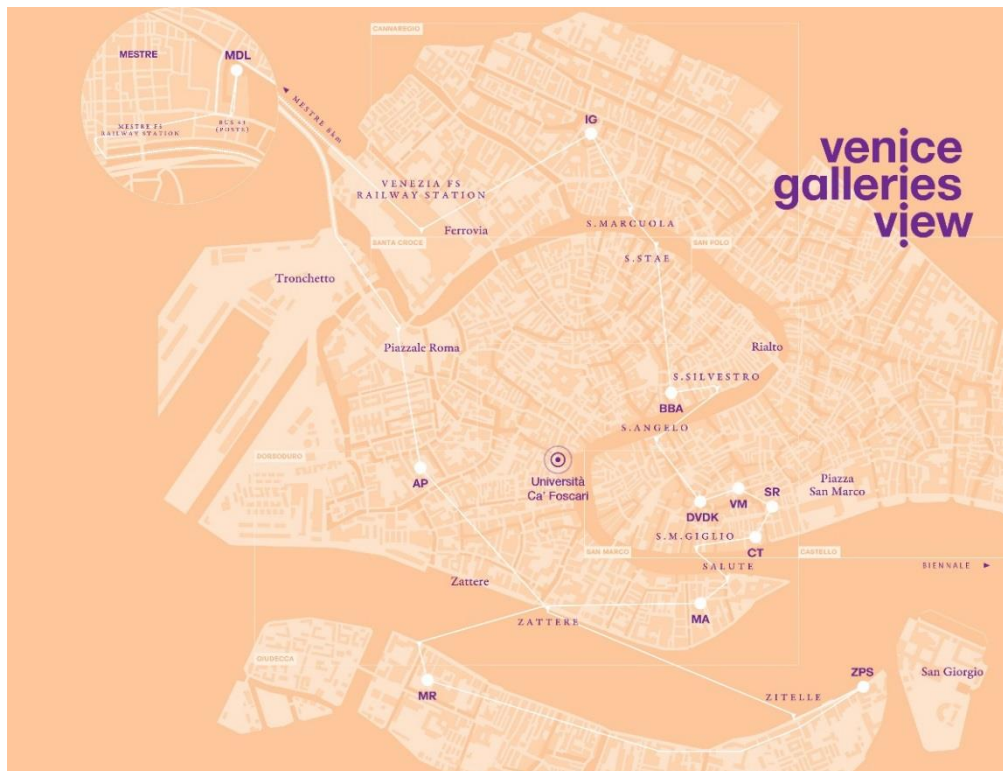 CANNAREGIO
MESTRE
MDL
MESTRE 6km
MESTRE FS
RAILWAY STATION
BUS 43
(POSTE)
IG
venice
galleries
view
VENEZIA FS
RAILWAY STATION
S.MARCUOLA
Ferrovia
SANTA CROCE
SAN POLO
S.STAE
Tronchetto
Piazzale Roma
Rialto
S.SILVESTRO
BBA
S.ANGELO
DORSODURO
AP
Università
Ca' Foscari
Piazza
San Marco
SR
VM
DVDK
S.M.GIGLIO
CT
SAN MARCO
CASTELLO
BIENNALE
SALUTE
Zattere
MA
ZATTERE
GIUDECCA
ZPS
San Giorgio
MR
ZITELLE